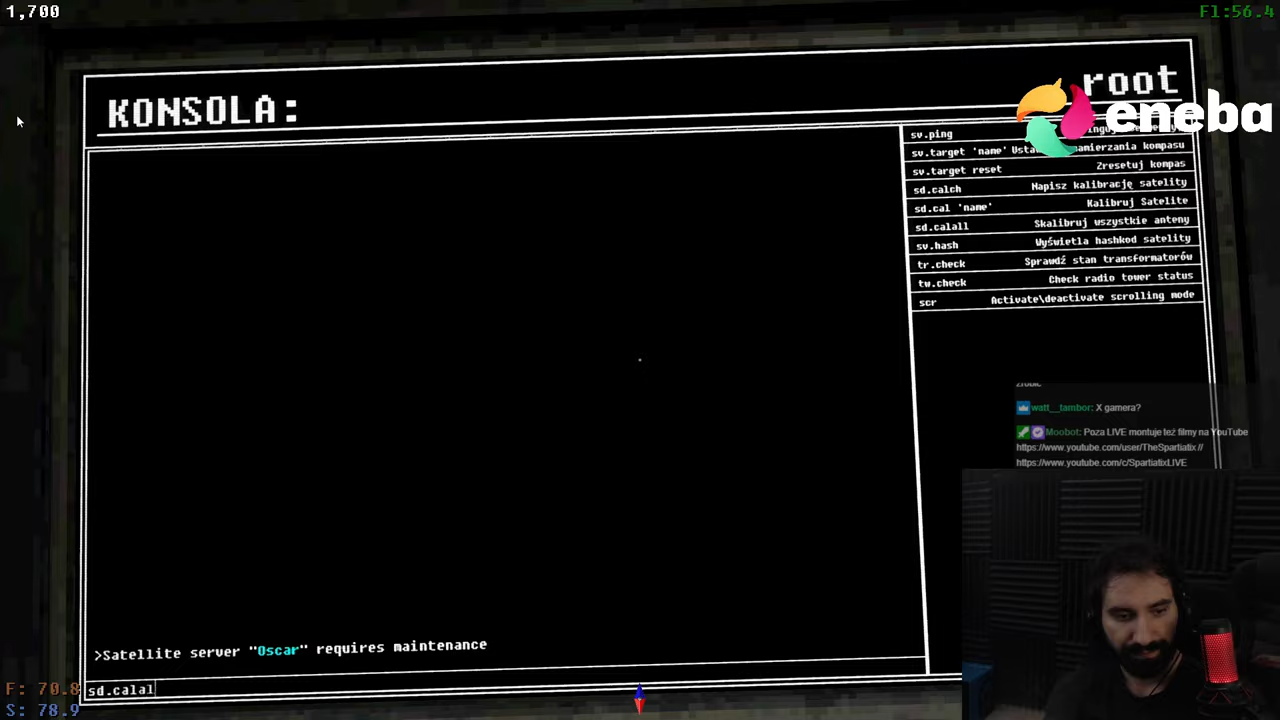 1,700
F1:56.4
KONSOLA:
root
eneba
sv.ping
sv.target 'name' namierzania kompasu
sv.target reset Zresetuj kompas
sd.calch Napisz kalibrację satelity
sd.cal 'name' Kalibruj Satelite
sd.calall Skalibruj wszystkie anteny
sv.hash Wyświetla hashkod satelity
tr.check Sprawdź stan transformatorów
tw.check Check radio tower status
scr Activate\deactivate scrolling mode
watt__tambor: X gamera?
Moobot: Poza LIVE montuje też filmy na YouTube
https://www.youtube.com/user/TheSpartiatix //
https://www.youtube.com/c/SpartiatixLIVE
>Satellite server "Oscar" requires maintenance
sd.calal
F: 70.8
S: 78.9